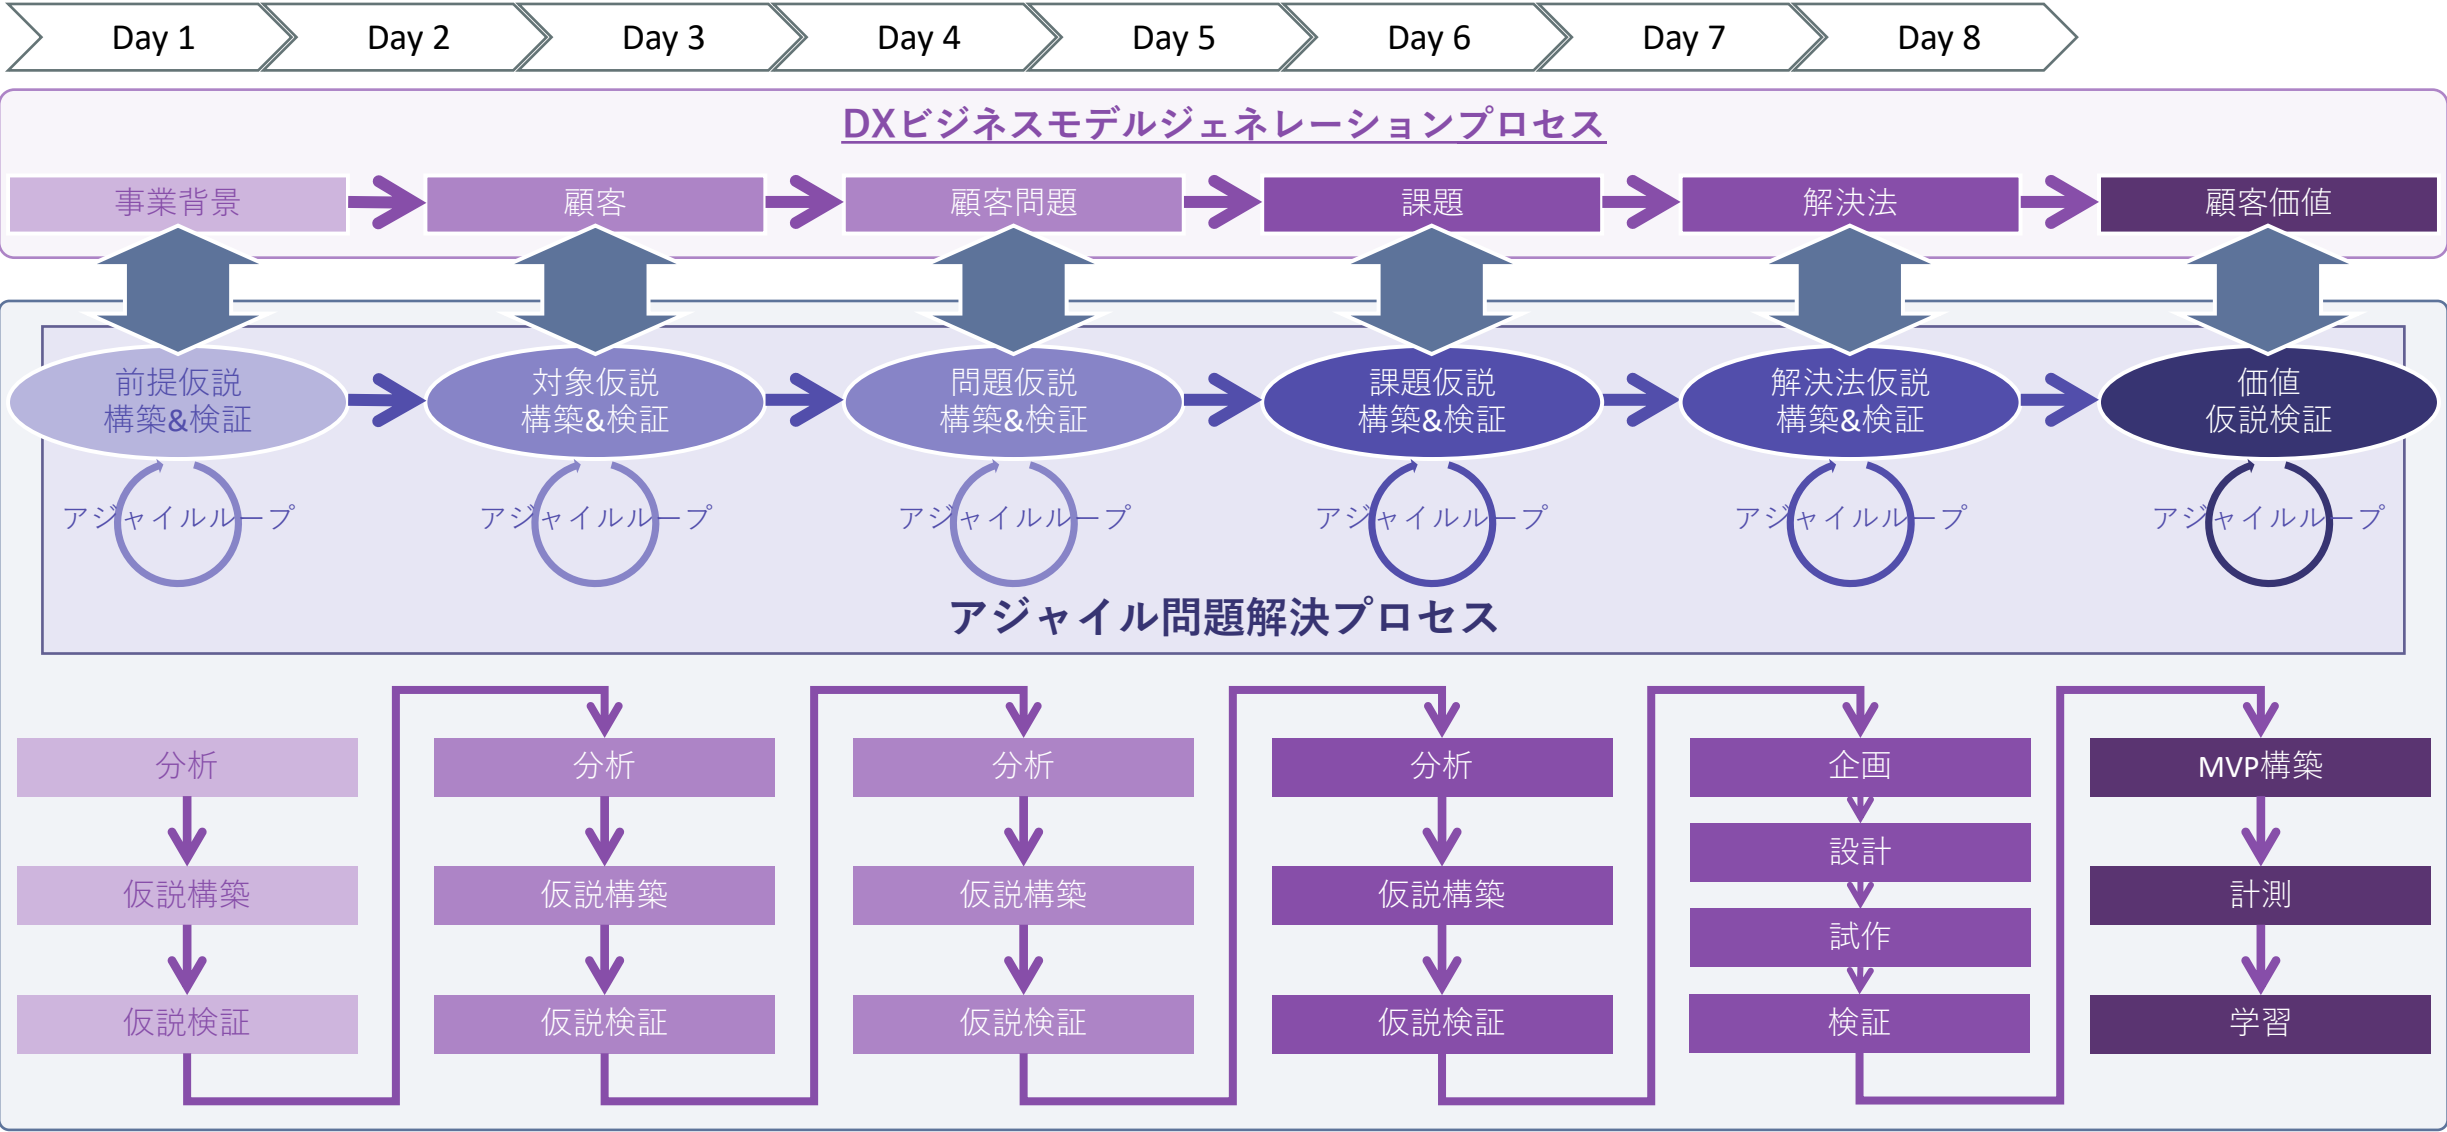 Day 1
Day 2
Day 3
Day 4
Day 5
Day 6
Day 7
Day 8
DXビジネスモデルジェネレーションプロセス
事業背景
顧客
顧客問題
課題
解決法
顧客価値
前提仮説
構築&検証
対象仮説
構築&検証
問題仮説
構築&検証
課題仮説
構築&検証
解決法仮説
構築&検証
価値
仮説検証
アジャイルループ
アジャイルループ
アジャイルループ
アジャイルループ
アジャイルループ
アジャイルループ
アジャイル問題解決プロセス
分析
仮説構築
仮説検証
分析
仮説構築
仮説検証
分析
仮説構築
仮説検証
分析
仮説構築
仮説検証
企画
設計
試作
検証
MVP構築
計測
学習